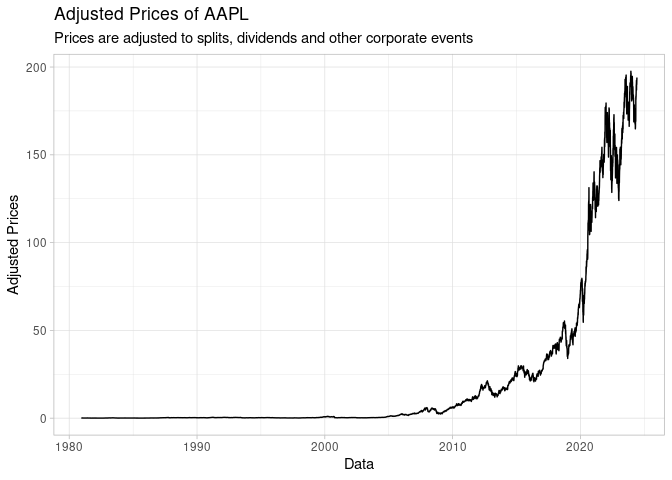 Adjusted Prices of AAPL
Prices are adjusted to splits, dividends and other corporate events
Adjusted Prices
200
150
100
50
0
1980 1990 2000 2010 2020
Data